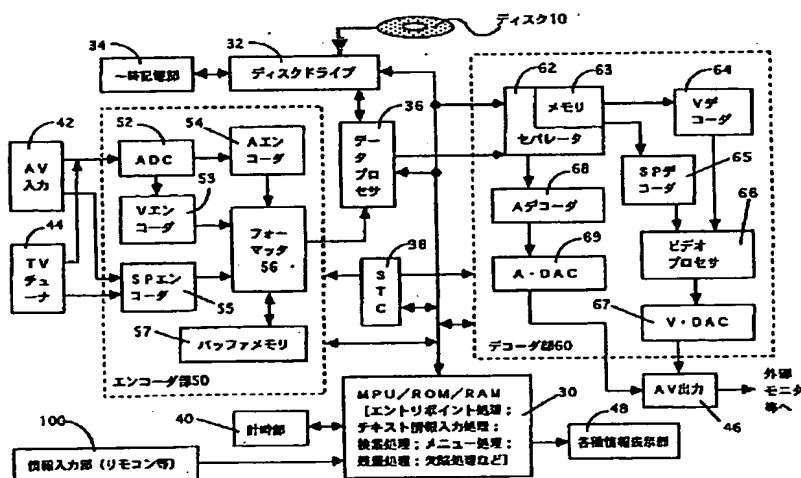 ディスク10
34
32
一時記憶部
ディスクドライブ
62
63
64
メモリ
セパレータ
Vデ
コーダ
42
52
54
36
AV
入力
ADC
Aエン
コーダ
データ
プロセ
サ
65
SPデ
コーダ
53
Vエン
コーダ
68
Aデコーダ
66
44
TV
チュ
ーナ
フォー
マッタ
56
38
STC
69
A・DAC
ビデオ
プロセサ
SPエン
コーダ
55
67
V・DAC
57
バッファメモリ
エンコーダ部50
デコーダ部60
外部
モニタ
等へ
MPU/ROM/RAM
[エントリポイント処理;
テキスト情報入力処理;
検索処理;メニュー処理;
残量処理;欠陥処理など]
30
AV出力
46
40
計時部
48
各種情報表示部
100
情報入力部(リモコン等)